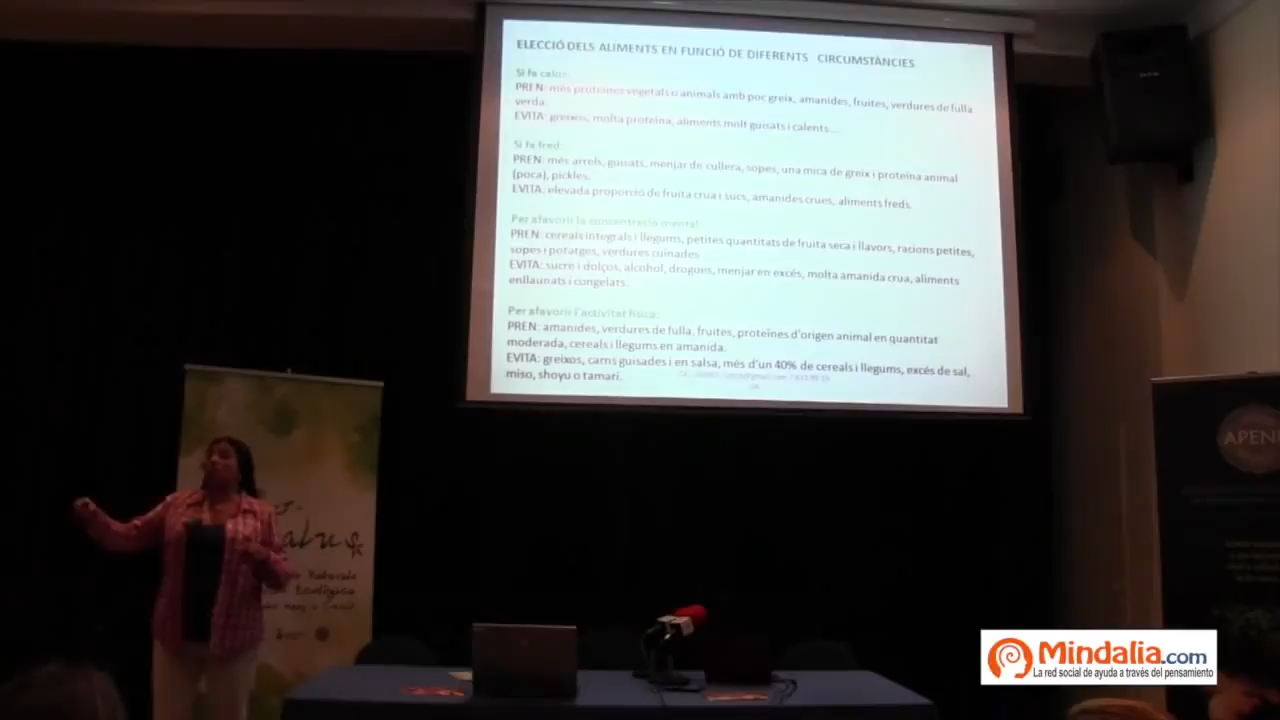 ELECCIÓ DELS ALIMENTS EN FUNCIÓ DE DIFERENTS CIRCUMSTÀNCIES
Si fa calor:
PREN: més proteïnes vegetals o animals amb poc greix, amanides, fruites, verdures de fulla
verda.
EVITA: greixos, molta proteïna, aliments molt guisats i calents...
Si fa fred:
PREN: més arrels, guisats, menjar de cullera, sopes, una mica de greix i proteïna animal
(poca), pickles.
EVITA: elevada proporció de fruita crua i sucs, amanides crues, aliments freds.
Per afavorir la concentració mental:
PREN: cereals integrals i llegums, petites quantitats de fruita seca i llavors, racions petites,
sopes i potatges, verdures cuinades.
EVITA: sucre i dolços, alcohol, drogues, menjar en excés, molta amanida crua, aliments
enllaunats i congelats.
Per afavorir l'activitat física:
PREN: amanides, verdures de fulla, fruites, proteïnes d'origen animal en quantitat
moderada, cereals i llegums en amanida.
EVITA: greixos, carns guisades i en salsa, més d'un 40% de cereals i llegums, excés de sal,
miso, shoyu o tamari.
APEN
Mindalia.com
La red social de ayuda a través del pensamiento